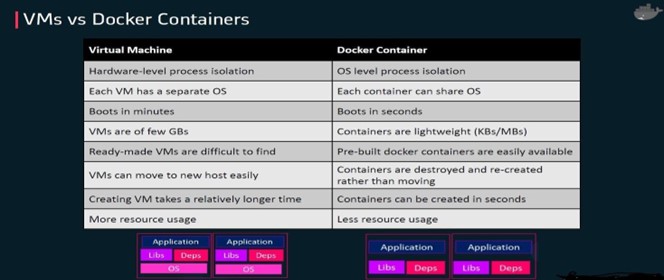 VMs vs Docker Containers
Virtual Machine Docker Container
Hardware-level process isolation OS level process isolation
Each VM has a separate OS Each container can share OS
Boots in minutes Boots in seconds
VMs are of few GBs Containers are lightweight (KBs/MBs)
Ready-made VMs are difficult to find Pre-built docker containers are easily available
VMs can move to new host easily Containers are destroyed and re-created
rather than moving
Creating VM takes a relatively longer time Containers can be created in seconds
More resource usage Less resource usage
Application Application Application Application
Libs Deps Libs Deps Libs Deps Libs Deps
OS OS